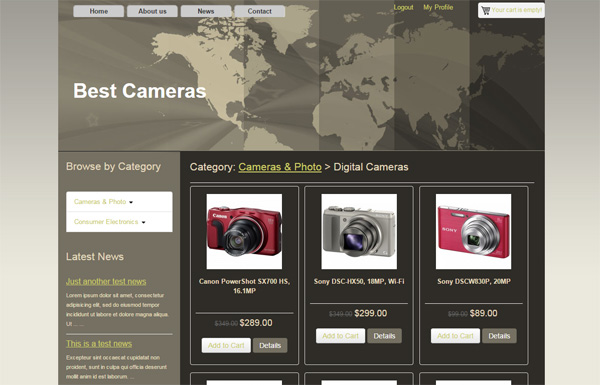 Home
About us
News
Contact
Logout
My Profile
Your cart is empty!
Best Cameras
Browse by Category
Cameras & Photo
Consumer Electronics
Latest News
Just another test news
Lorem ipsum dolor sit amet, consectetur
adipisicing elit, sed do eiusmod tempor
incididunt ut labore et dolore magna aliqua.
Ut ... ...
This is a test news
Excepteur sint occaecat cupidatat non
proident, sunt in culpa qui officia deserunt
mollit anim id est laborum. ...
Category: Cameras & Photo > Digital Cameras
Canon
Canon PowerShot SX700 HS,
16.1MP
$349.00 $289.00
Add to Cart
Details
Sony DSC-HX50, 18MP, Wi-Fi
$349.00 $299.00
Add to Cart
Details
SONY
Sony DSCW830P, 20MP
$99.00 $89.00
Add to Cart
Details